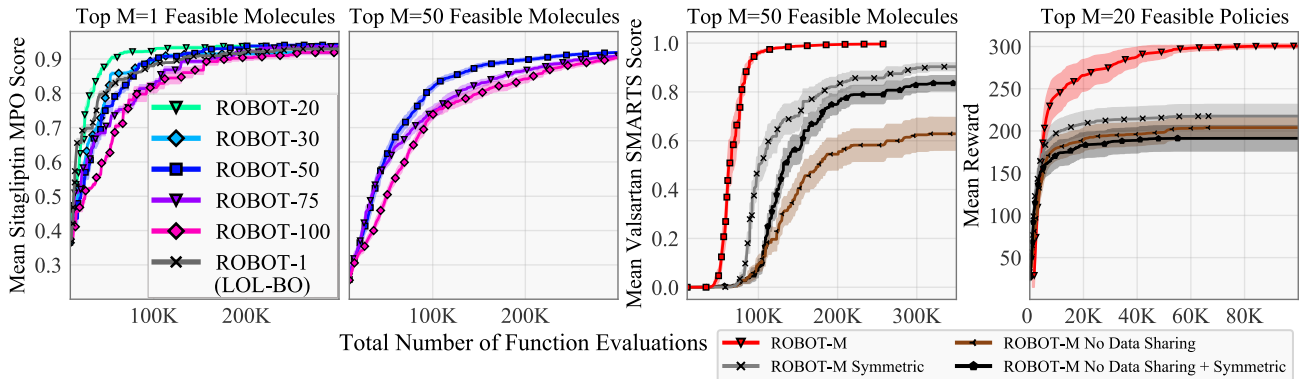 Top M=1 Feasible Molecules
Mean Sitagliptin MPO Score
0.9
0.8
0.7
0.6
0.5
0.4
0.3
100K
200K
ROBOT-20
ROBOT-30
ROBOT-50
ROBOT-75
ROBOT-100
ROBOT-1
(LOL-BO)
Top M=50 Feasible Molecules
100K
200K
Top M=50 Feasible Molecules
Mean Valsartan SMARTS Score
1.0
0.8
0.6
0.4
0.2
0.0
100K
200K
300K
Top M=20 Feasible Policies
Mean Reward
300
250
200
150
100
50
0
20K
40K
60K
80K
Total Number of Function Evaluations
ROBOT-M
ROBOT-M Symmetric
ROBOT-M No Data Sharing
ROBOT-M No Data Sharing + Symmetric